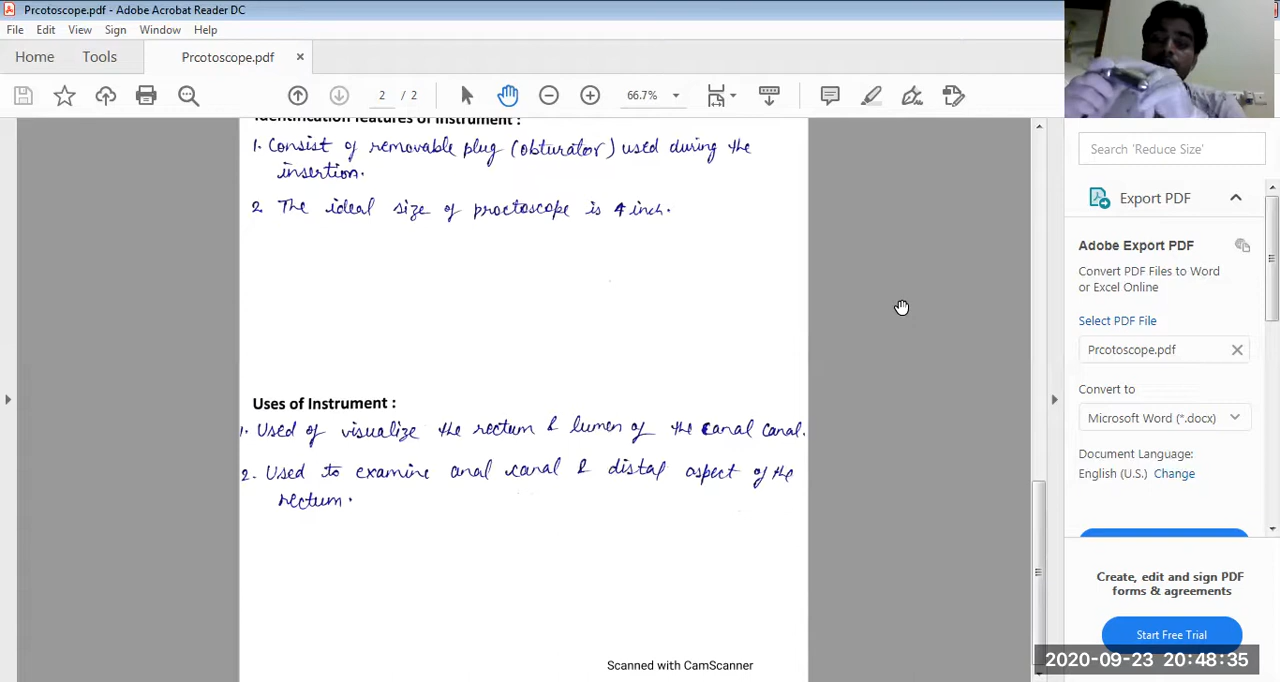 Prcotoscope.pdf - Adobe Acrobat Reader DC
File Edit View Sign Window Help
Home Tools Prcotoscope.pdf ×
2 / 2 66.7%
Identification features of Instrument :
1. Consist of removable plug (obturator) used during the
insertion.
2. The ideal size of proctoscope is 4 inch.
Uses of Instrument :
1. Used of visualize the rectum & lumen of the canal canal.
2. Used to examine anal canal & distal aspect of the
rectum.
Scanned with CamScanner
Search 'Reduce Size'
Export PDF
Adobe Export PDF
Convert PDF Files to Word
or Excel Online
Select PDF File
Prcotoscope.pdf
Convert to
Microsoft Word (*.docx)
Document Language:
English (U.S.) Change
Create, edit and sign PDF
forms & agreements
Start Free Trial
2020-09-23 20:48:35